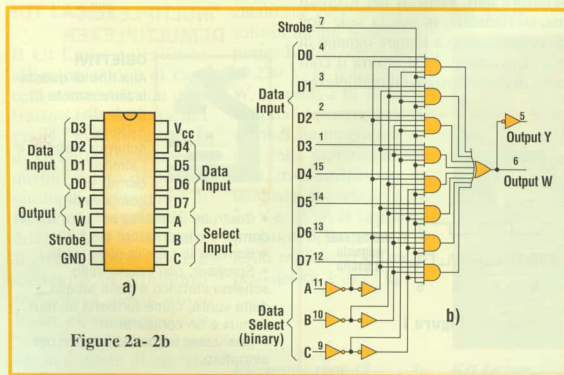 D3
D2
D1
D0
Data
Input
Y
W
Output
Strobe
GND
Vcc
D4
D5
D6
D7
Data
Input
A
B
C
Select
Input
a)
Figure 2a- 2b
Strobe 7
D0 4
D1 3
D2 2
D3 1
D4 15
D5 14
D6 13
D7 12
Data
Input
A 11
B 10
C 9
Data
Select
(binary)
5
Output Y
6
Output W
b)